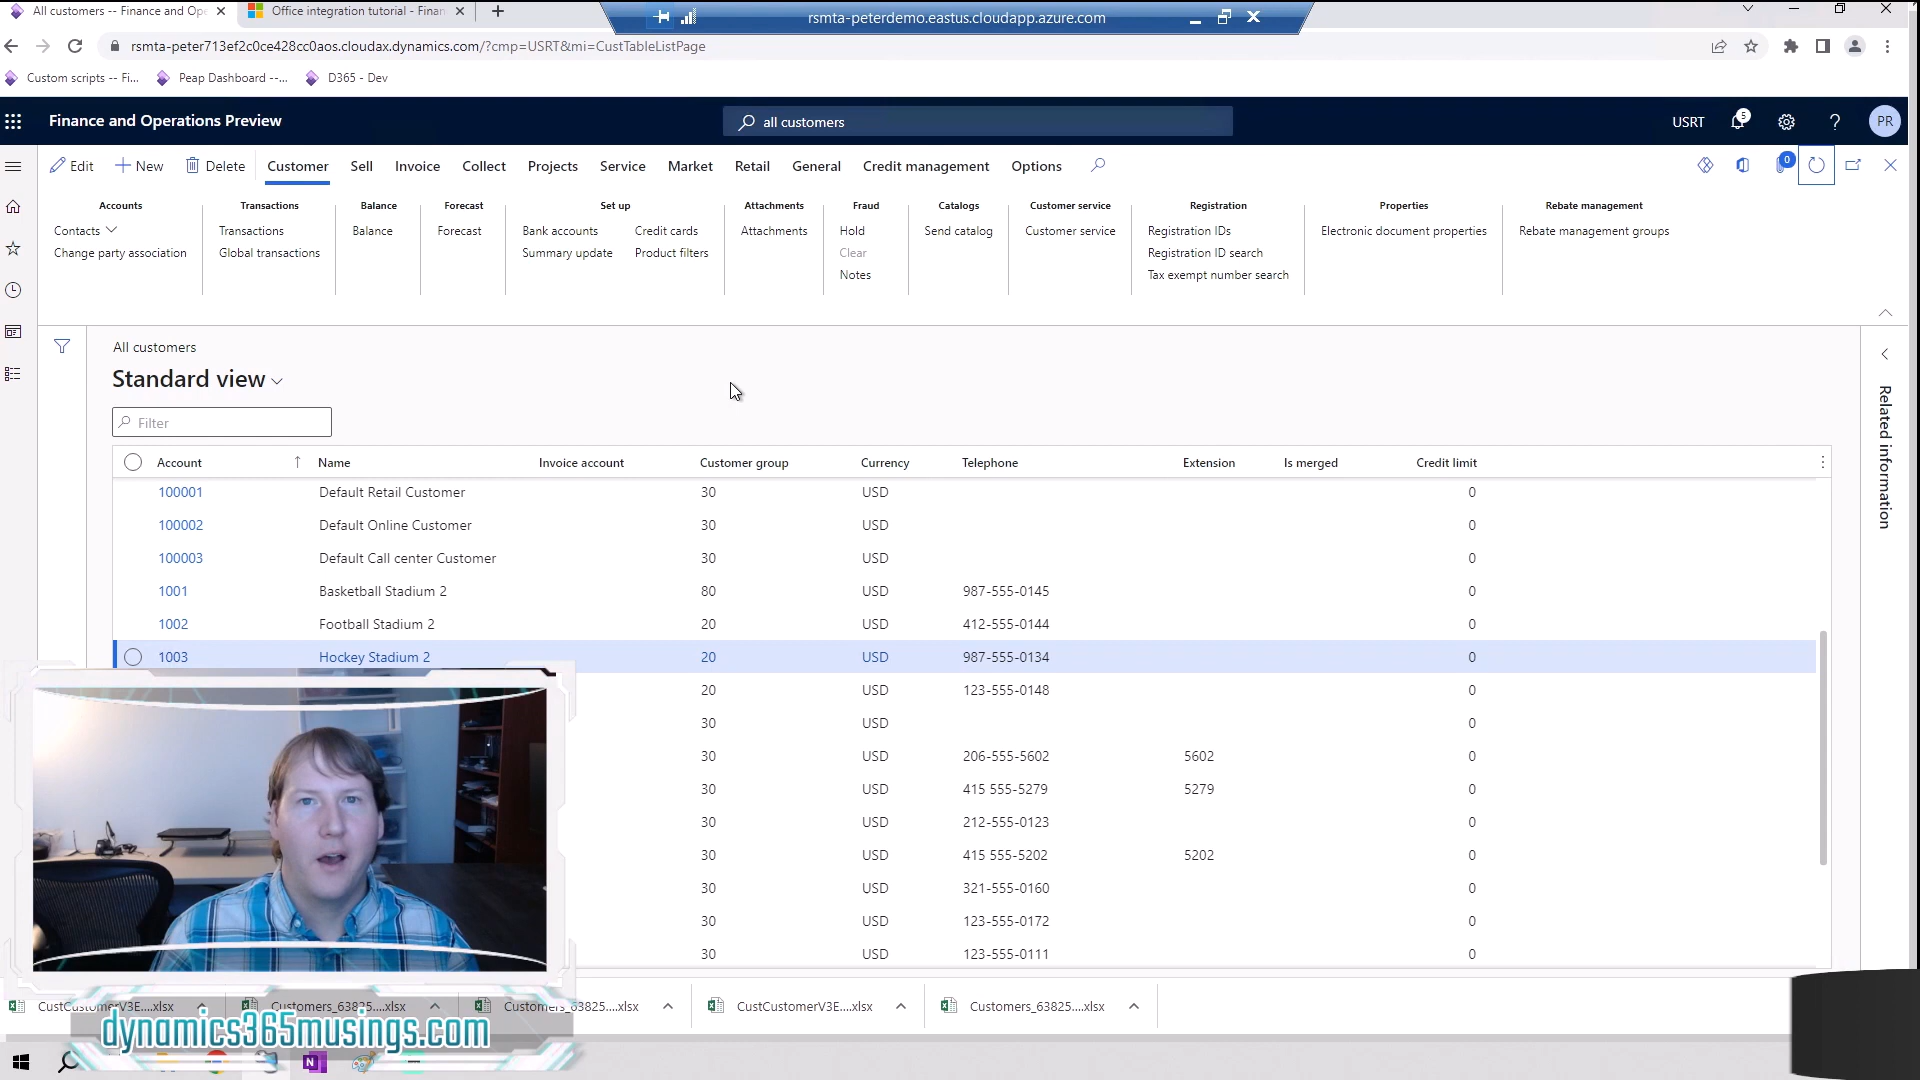 All customers -- Finance and Ope
Office integration tutorial - Finan
rsmta-peterdemo.eastus.cloudapp.azure.com
rsmta-peter713ef2c0ce428cc0aos.cloudax.dynamics.com/?cmp=USRT&mi=CustTableListPage
Custom scripts -- Fi...
Peap Dashboard --...
D365 - Dev
Finance and Operations Preview
all customers
USRT
5
PR
Edit
New
Delete
Customer
Sell
Invoice
Collect
Projects
Service
Market
Retail
General
Credit management
Options
0
Accounts
Contacts
Change party association
Transactions
Transactions
Global transactions
Balance
Balance
Forecast
Forecast
Set up
Bank accounts
Credit cards
Summary update
Product filters
Attachments
Attachments
Fraud
Hold
Clear
Notes
Catalogs
Send catalog
Customer service
Customer service
Registration
Registration IDs
Registration ID search
Tax exempt number search
Properties
Electronic document properties
Rebate management
Rebate management groups
All customers
Standard view
Filter
Related information
Account Name Invoice account Customer group Currency Telephone Extension Is merged Credit limit
100001 Default Retail Customer 30 USD 0
100002 Default Online Customer 30 USD 0
100003 Default Call center Customer 30 USD 0
1001 Basketball Stadium 2 80 USD 987-555-0145 0
1002 Football Stadium 2 20 USD 412-555-0144 0
1003 Hockey Stadium 2 20 USD 987-555-0134 0
20 USD 123-555-0148 0
30 USD 0
30 USD 206-555-5602 5602 0
30 USD 415 555-5279 5279 0
30 USD 212-555-0123 0
30 USD 415 555-5202 5202 0
30 USD 321-555-0160 0
30 USD 123-555-0172 0
30 USD 123-555-0111 0
CustCustomerV3E....xlsx
Customers_63825....xlsx
Customers_63825....xlsx
CustCustomerV3E....xlsx
Customers_63825....xlsx
dynamics365musings.com